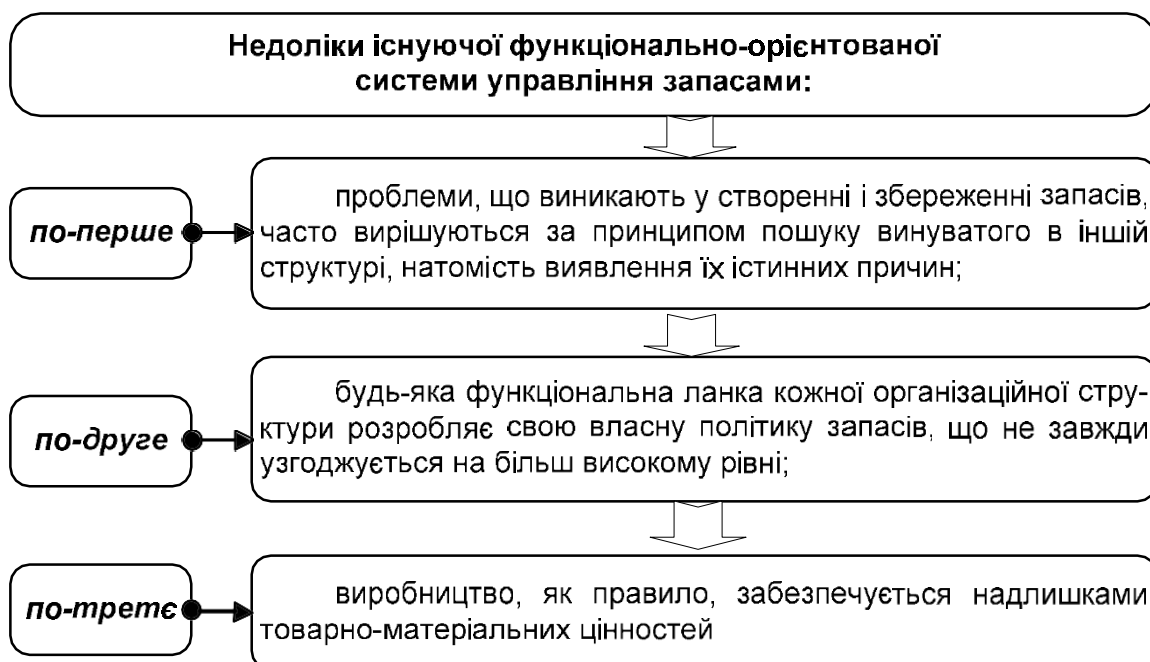 Недоліки існуючої функціонально-орієнтованої
системи управління запасами:
по-перше
проблеми, що виникають у створенні і збереженні запасів,
часто вирішуються за принципом пошуку винуватого в іншій
структурі, натомість виявлення їх істинних причин;
по-друге
будь-яка функціональна ланка кожної організаційної стру-
ктури розробляє свою власну політику запасів, що не завжди
узгоджується на більш високому рівні;
по-третє
виробництво, як правило, забезпечується надлишками
товарно-матеріальних цінностей